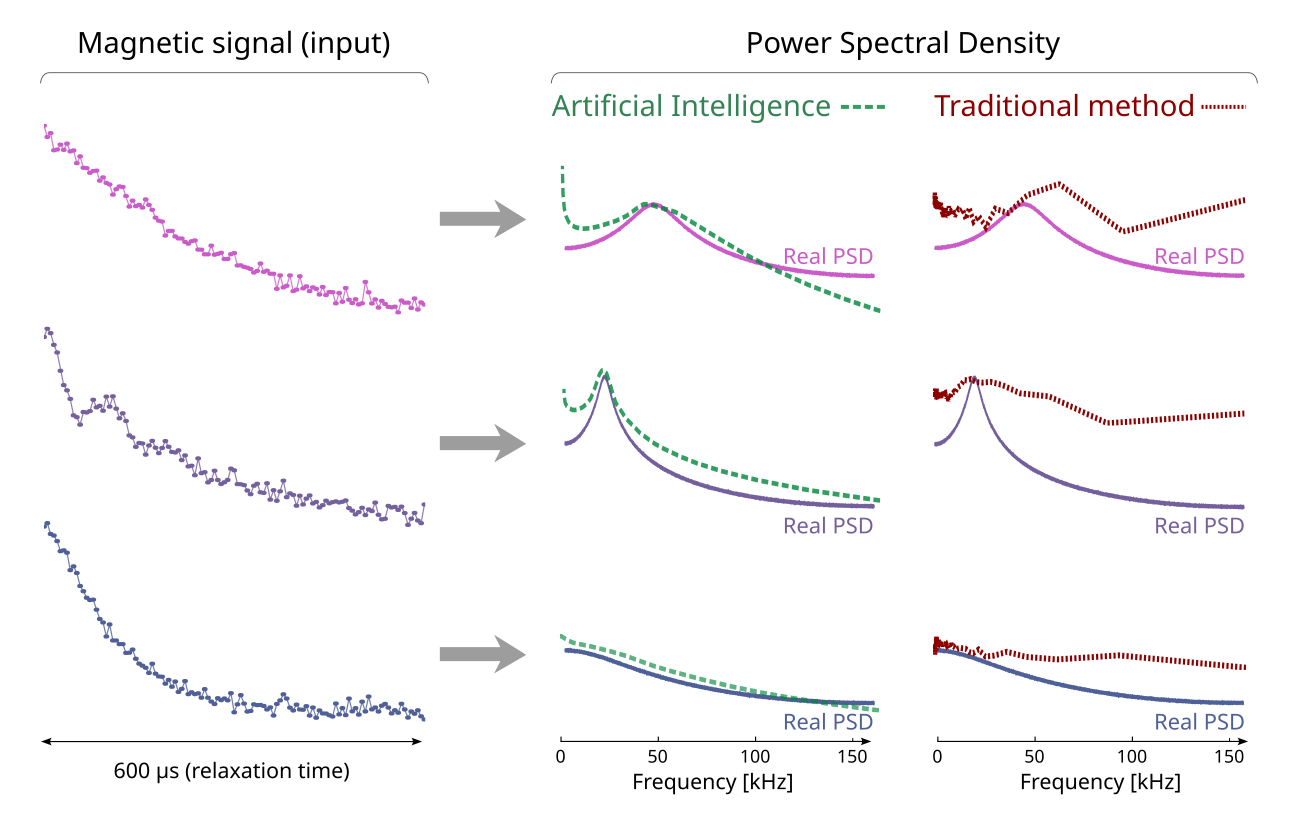 Magnetic signal (input)
Power Spectral Density
Artificial Intelligence
Traditional method
Real PSD
Real PSD
Real PSD
Real PSD
Real PSD
Real PSD
600 μs (relaxation time)
0 50 100 150
Frequency [kHz]
0 50 100 150
Frequency [kHz]